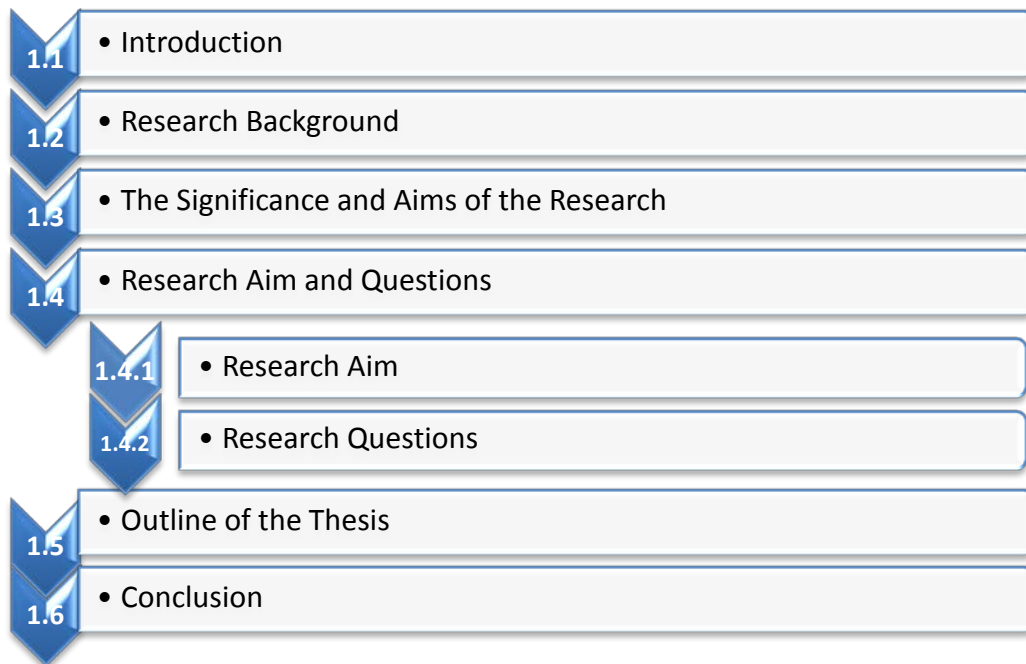 1.1 • Introduction
1.2 • Research Background
1.3 • The Significance and Aims of the Research
1.4 • Research Aim and Questions
1.4.1 • Research Aim
1.4.2 • Research Questions
1.5 • Outline of the Thesis
1.6 • Conclusion